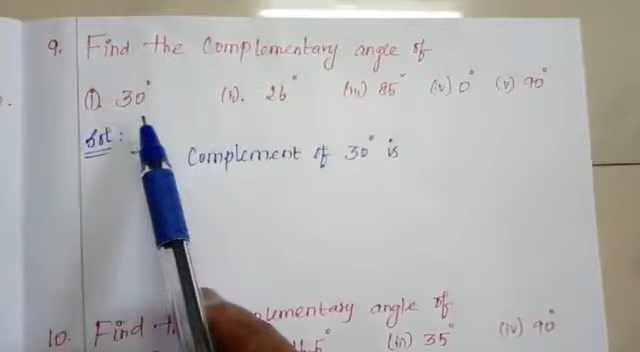 9. Find the Complementary angle of
(i) 30° (ii). 26° (iii) 85° (iv) 0° (v) 90°
Sol:
Complement of 30° is
10. Find angle of
(iii) 35° (iv) 90°